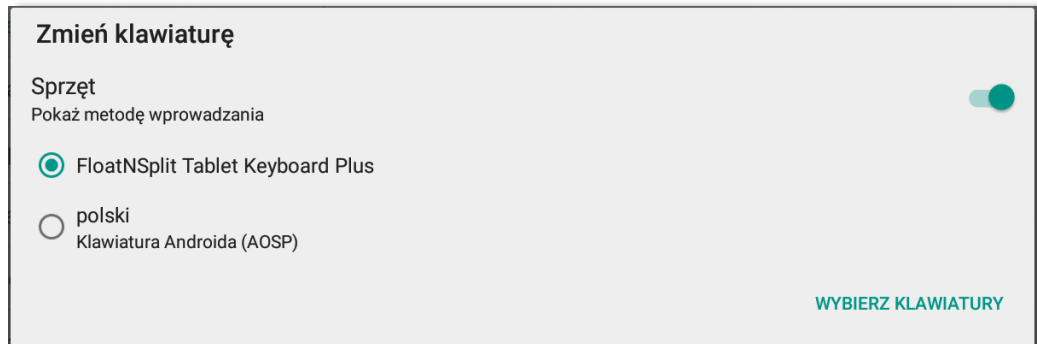 Zmień klawiaturę
Sprzęt
Pokaż metodę wprowadzania
FloatNSplit Tablet Keyboard Plus
polski
Klawiatura Androida (AOSP)
WYBIERZ KLAWIATURY